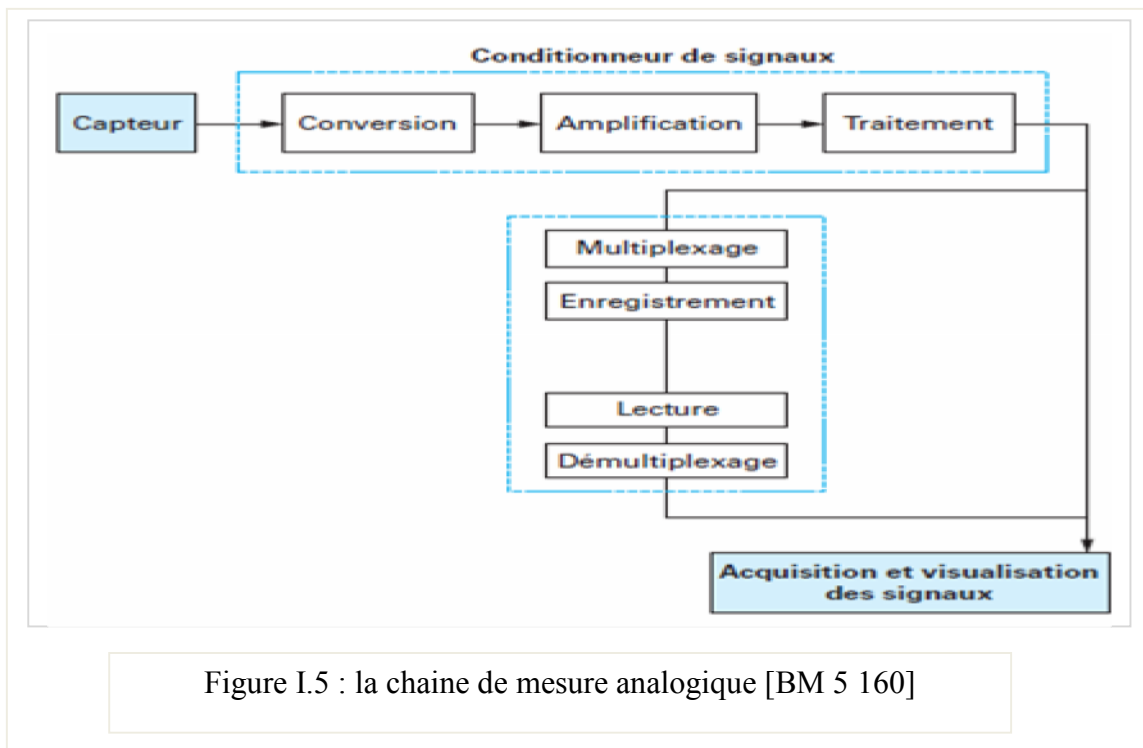 Conditionneur de signaux
Capteur
Conversion
Amplification
Traitement
Multiplexage
Enregistrement
Lecture
Démultiplexage
Acquisition et visualisation
des signaux
Figure I.5 : la chaine de mesure analogique [BM 5 160]